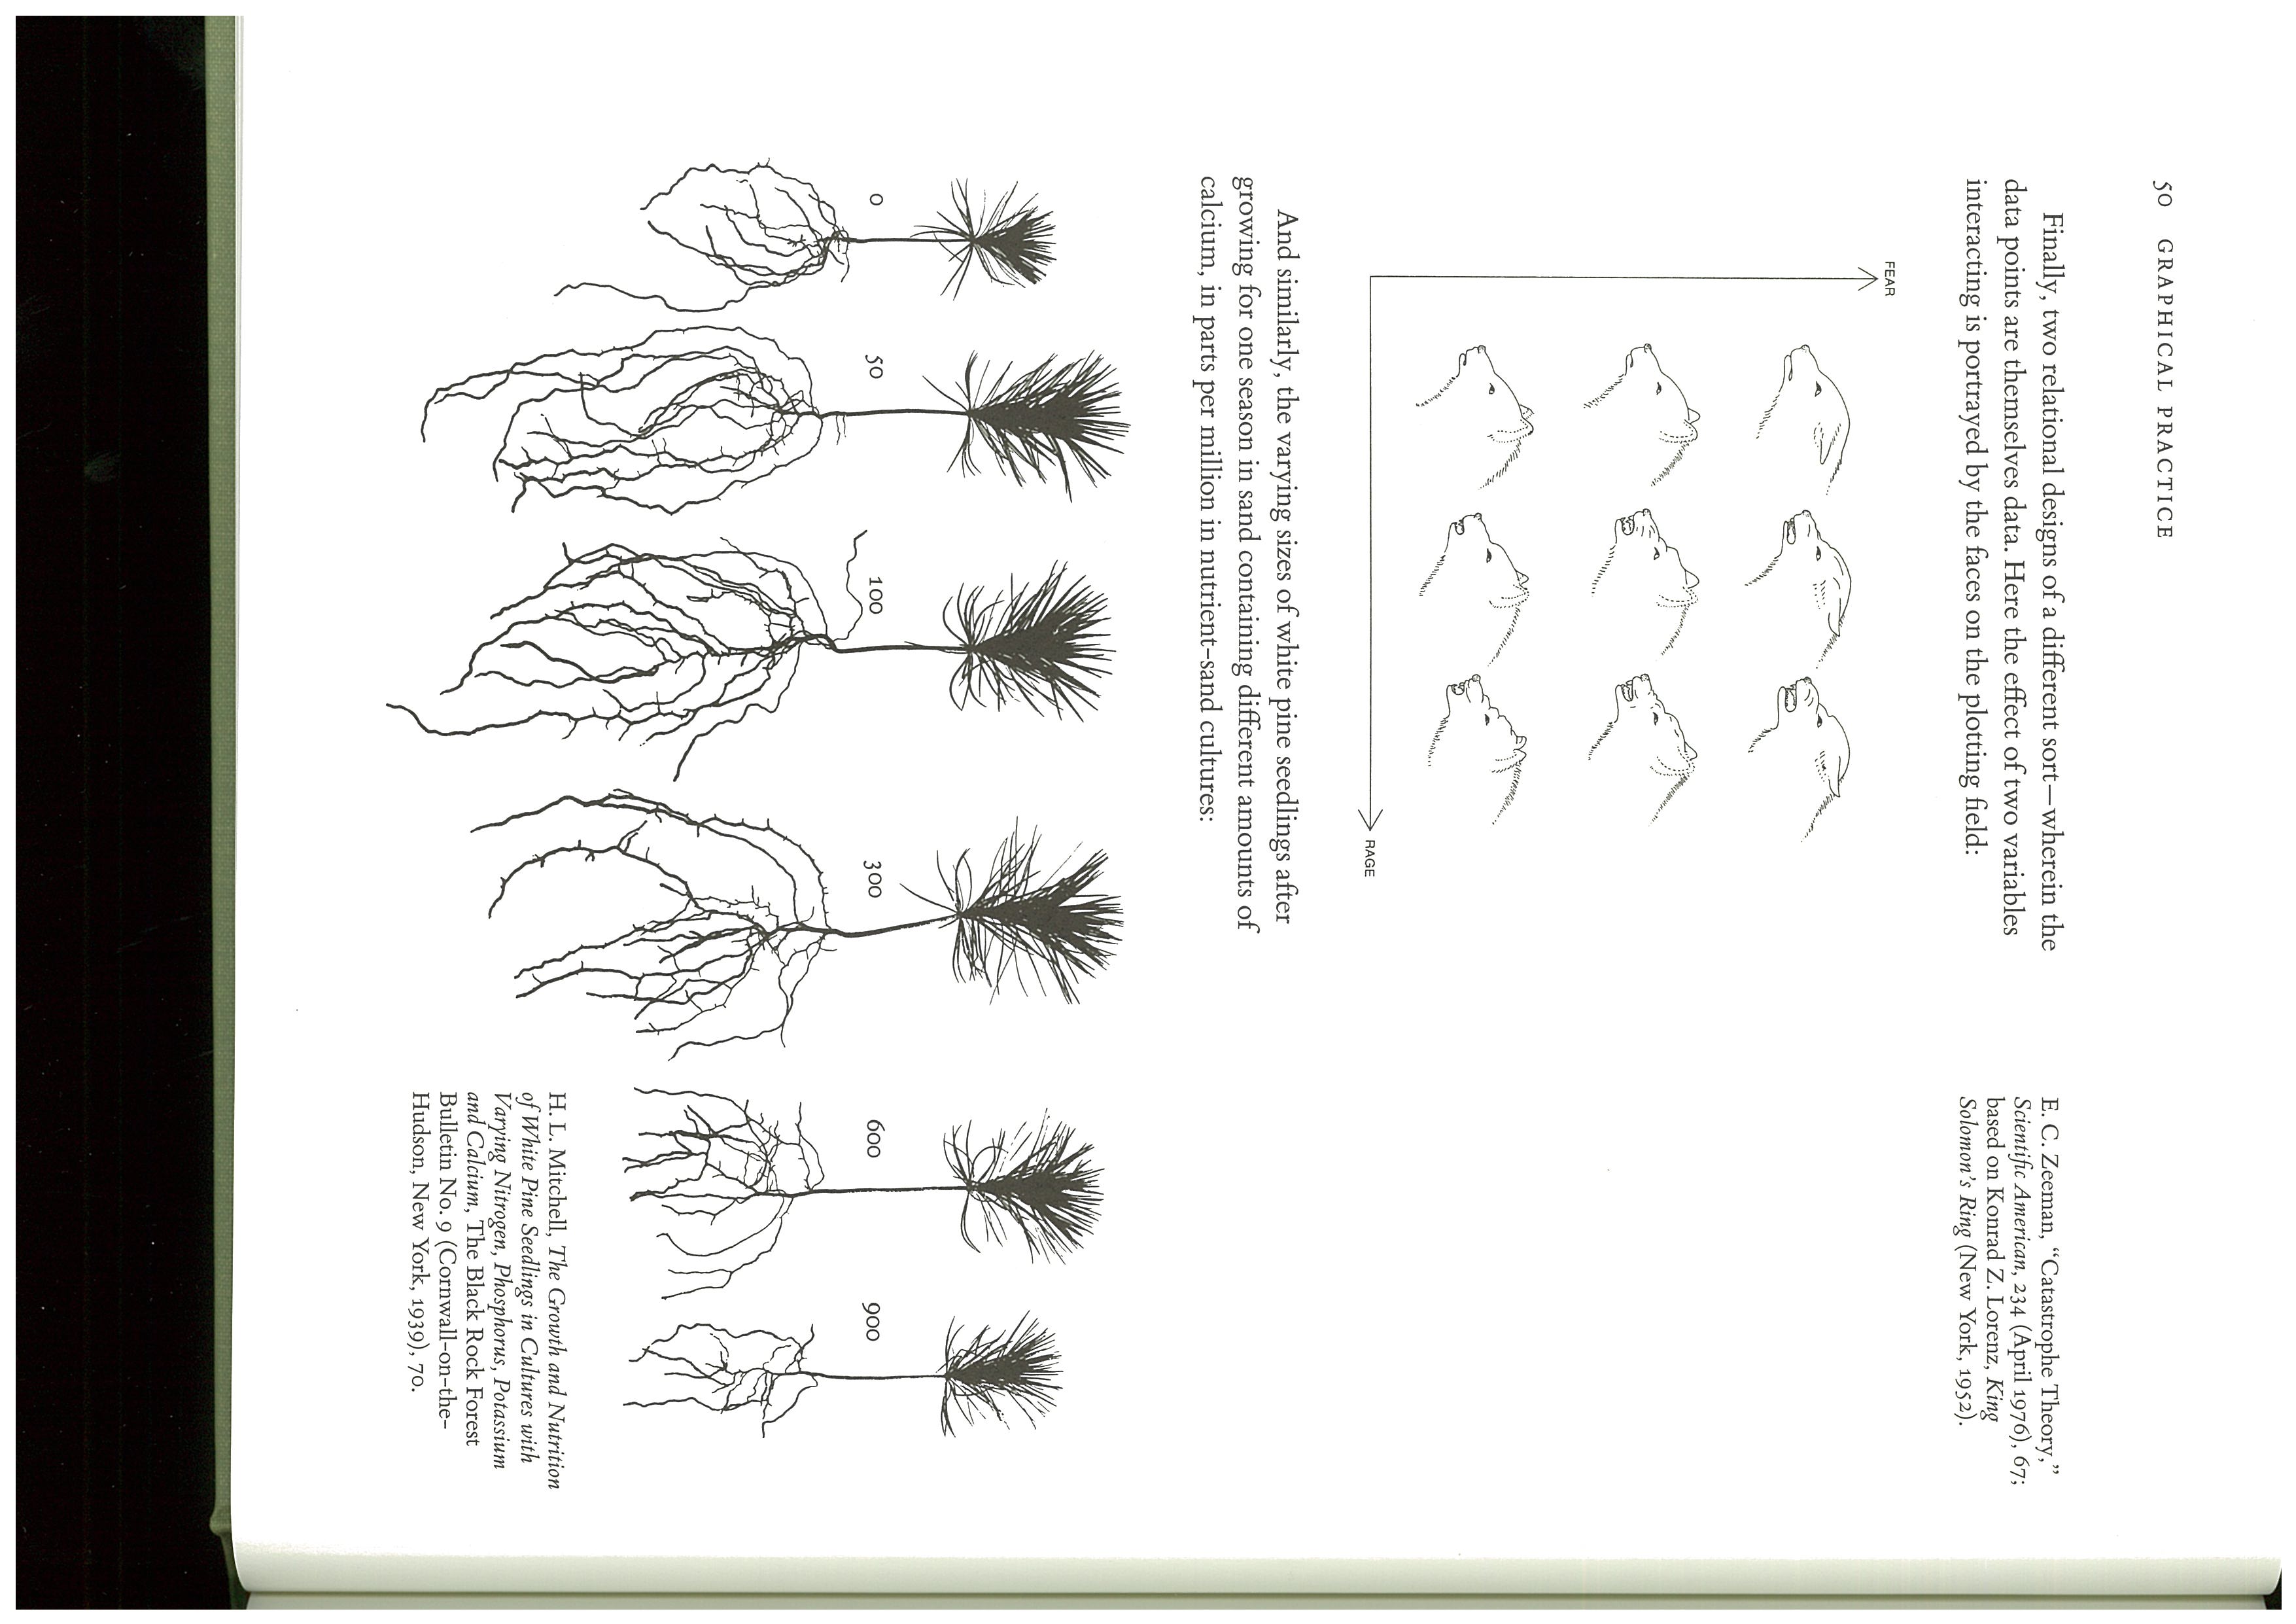 50 GRAPHICAL PRACTICE
Finally, two relational designs of a different sort—wherein the
data points are themselves data. Here the effect of two variables
interacting is portrayed by the faces on the plotting field:
E. C. Zeeman, “Catastrophe Theory,”
Scientific American, 234 (April 1976), 67;
based on Konrad Z. Lorenz, King
Solomon’s Ring (New York, 1952).
FEAR
RAGE
And similarly, the varying sizes of white pine seedlings after
growing for one season in sand containing different amounts of
calcium, in parts per million in nutrient-sand cultures:
0 50 100 300 600 900
H. L. Mitchell, The Growth and Nutrition
of White Pine Seedlings in Cultures with
Varying Nitrogen, Phosphorus, Potassium
and Calcium, The Black Rock Forest
Bulletin No. 9 (Cornwall-on-the-
Hudson, New York, 1939), 70.